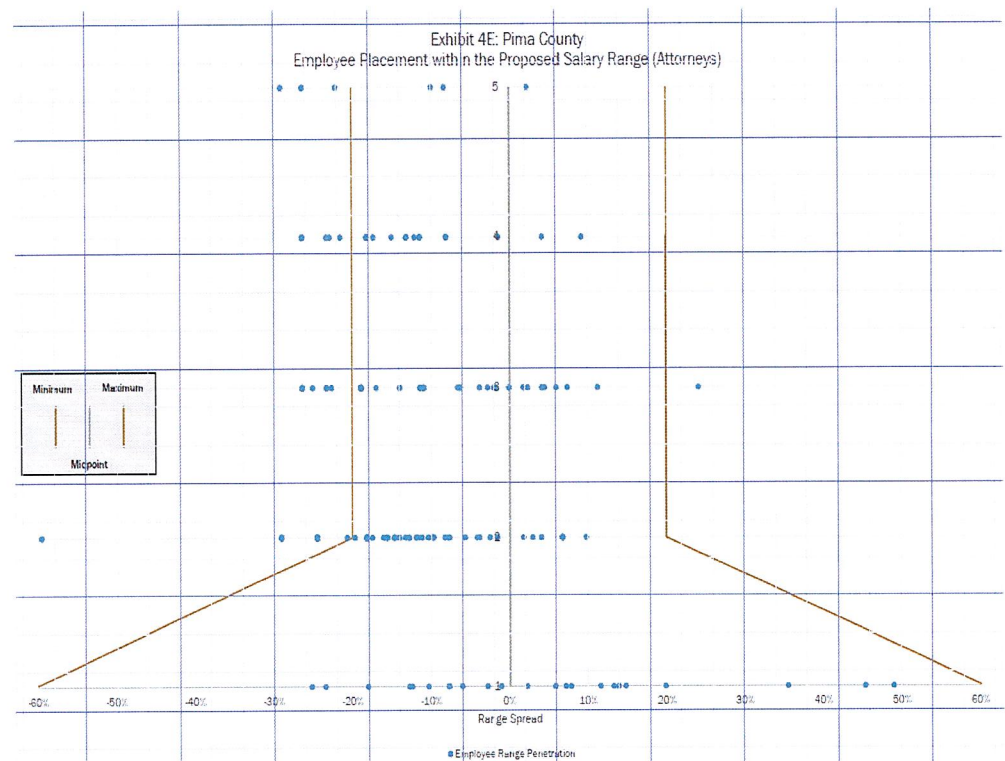 Exhibit 4E: Pima County
Employee Placement within the Proposed Salary Range (Attorneys)
5
4
3
2
1
Minimum Maximum
Midpoint
-60% -50% -40% -30% -20% -10% 0% 10% 20% 30% 40% 50% 60%
Range Spread
Employee Range Penetration